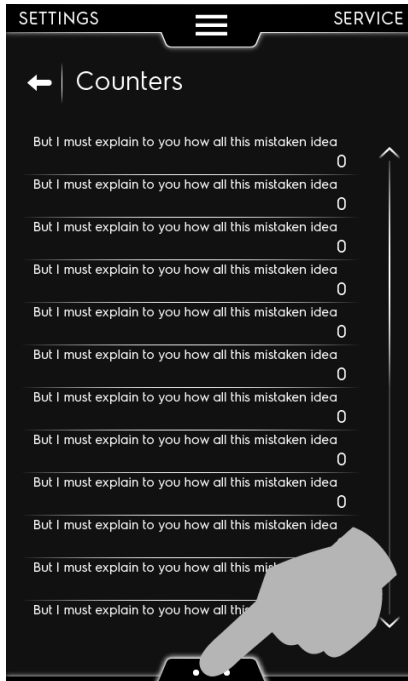 SETTINGS
SERVICE
Counters
But I must explain to you how all this mistaken idea
0
But I must explain to you how all this mistaken idea
0
But I must explain to you how all this mistaken idea
0
But I must explain to you how all this mistaken idea
0
But I must explain to you how all this mistaken idea
0
But I must explain to you how all this mistaken idea
0
But I must explain to you how all this mistaken idea
0
But I must explain to you how all this mistaken idea
0
But I must explain to you how all this mistaken idea
0
But I must explain to you how all this mistaken idea
But I must explain to you how all this
But I must explain to you how all